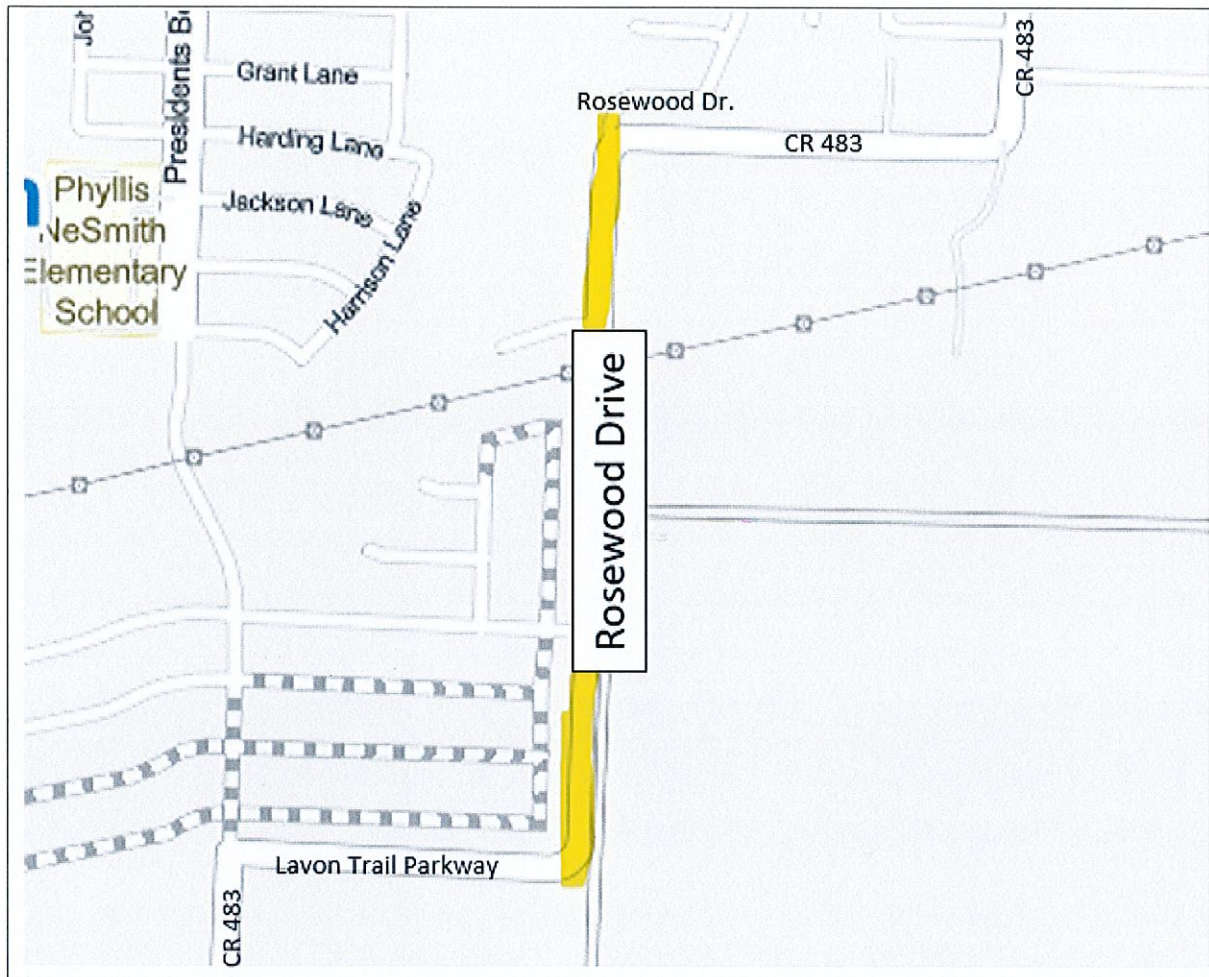 Jo
Presidents B
Grant Lane
Harding Lane
Jackson Lane
Harrison Lane
Phyllis
NeSmith
Elementary
School
Rosewood Dr.
CR 483
CR 483
Rosewood Drive
Lavon Trail Parkway
CR 483